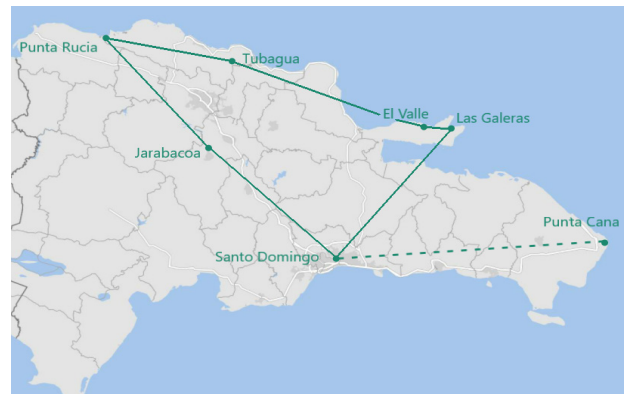 Punta Rucia
Tubagua
El Valle
Las Galeras
Jarabacoa
Punta Cana
Santo Domingo